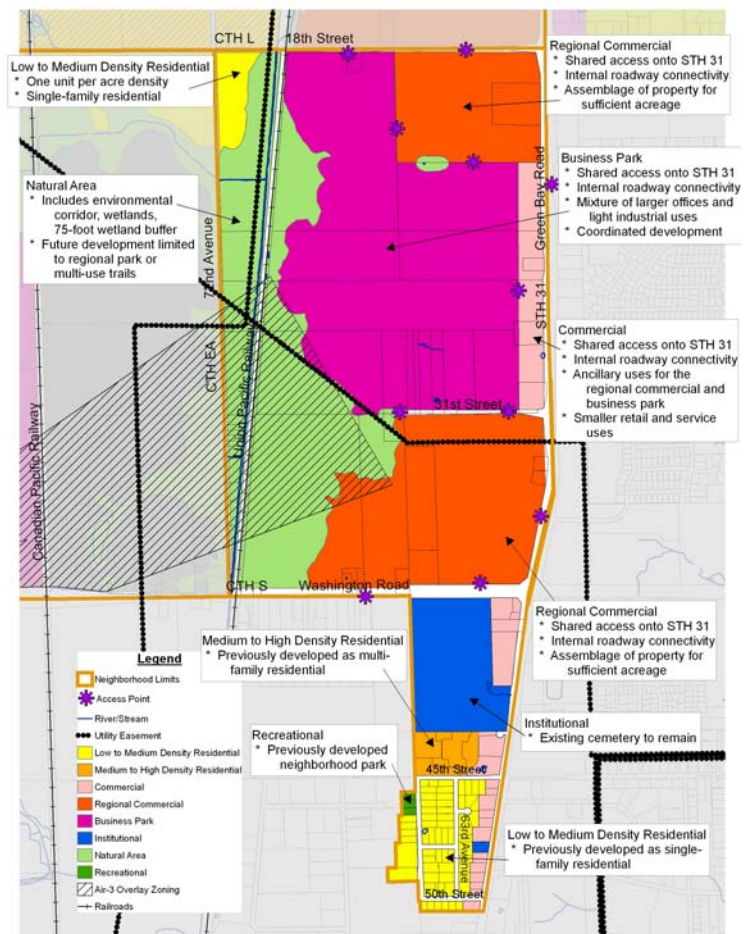 CTH L
18th Street
Low to Medium Density Residential
* One unit per acre density
* Single-family residential
Regional Commercial
* Shared access onto STH 31
* Internal roadway connectivity
* Assemblage of property for
sufficient acreage
Natural Area
* Includes environmental
corridor, wetlands,
75-foot wetland buffer
* Future development limited
to regional park or
multi-use trails
Business Park
* Shared access onto STH 31
* Internal roadway connectivity
* Mixture of larger offices and
light industrial uses
* Coordinated development
72nd Avenue
Green Bay Road
STH 31
CTH EA
Union Pacific Railway
Canadian Pacific Railway
Commercial
* Shared access onto STH 31
* Internal roadway connectivity
* Ancillary uses for the
regional commercial and
business park
* Smaller retail and service
uses
31st Street
CTH S
Washington Road
Regional Commercial
* Shared access onto STH 31
* Internal roadway connectivity
* Assemblage of property for
sufficient acreage
Medium to High Density Residential
* Previously developed as multi-
family residential
Institutional
* Existing cemetery to remain
Recreational
* Previously developed
neighborhood park
45th Street
63rd Avenue
Low to Medium Density Residential
* Previously developed as single-
family residential
50th Street
Legend
Neighborhood Limits
Access Point
River/Stream
Utility Easement
Low to Medium Density Residential
Medium to High Density Residential
Commercial
Regional Commercial
Business Park
Institutional
Natural Area
Recreational
Air-3 Overlay Zoning
Railroads